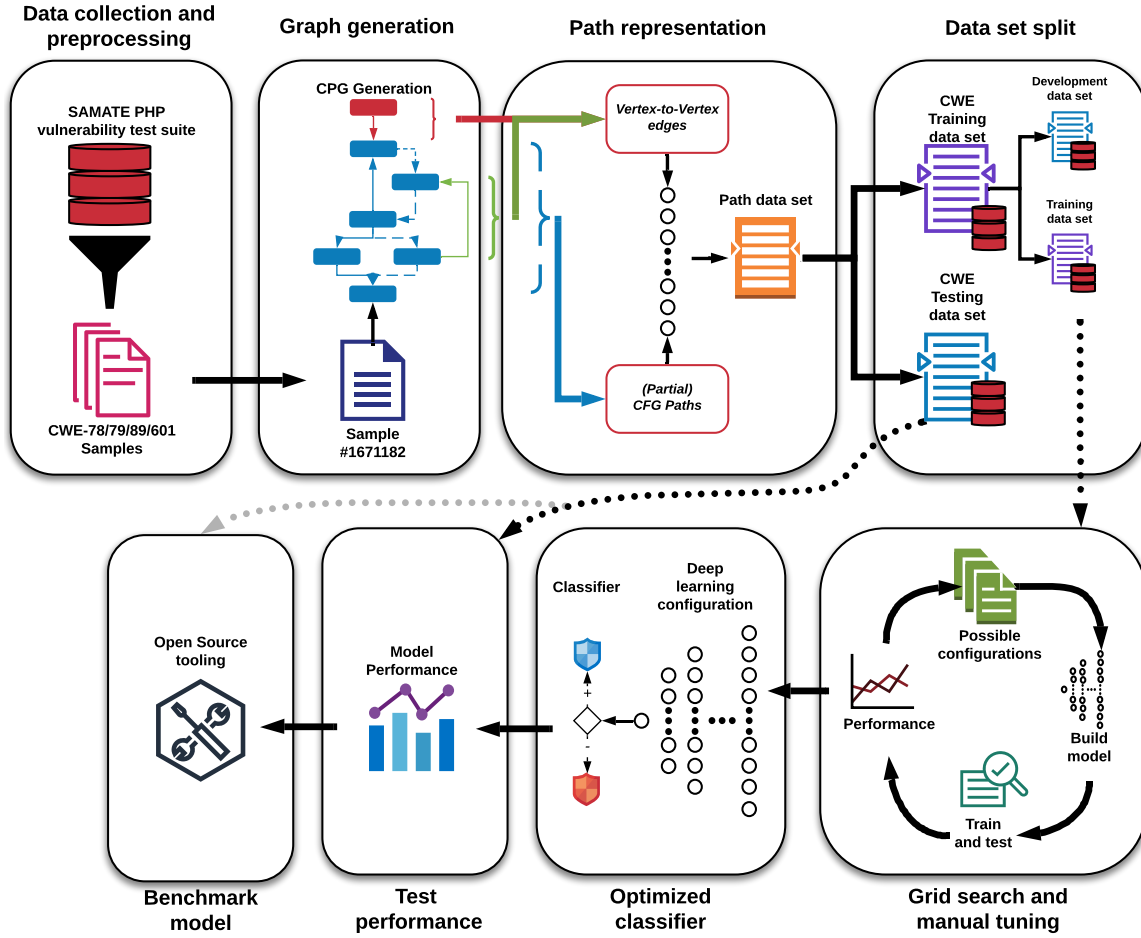 Data collection and
preprocessing
Graph generation
Path representation
Data set split
SAMATE PHP
vulnerability test suite
CWE-78/79/89/601
Samples
CPG Generation
Sample
#1671182
Vertex-to-Vertex
edges
(Partial)
CFG Paths
Path data set
CWE
Training
data set
Development
data set
Training
data set
CWE
Testing
data set
Open Source
tooling
Model
Performance
Classifier
+
-
Deep
learning
configuration
Possible
configurations
Performance
Build
model
Train
and test
Benchmark
model
Test
performance
Optimized
classifier
Grid search and
manual tuning